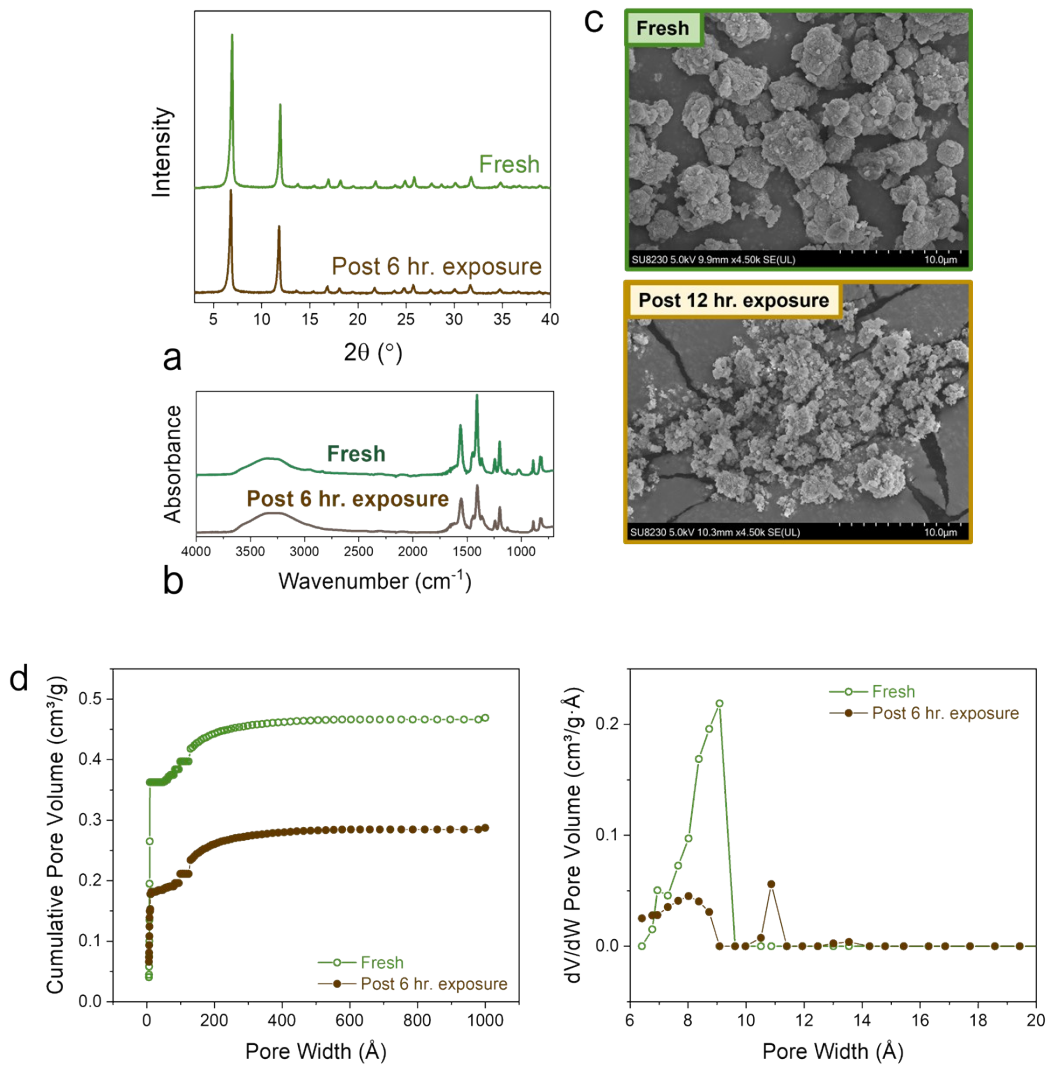 Intensity
Fresh
Post 6 hr. exposure
5 10 15 20 25 30 35 40
2θ (°)
a
Absorbance
Fresh
Post 6 hr. exposure
4000 3500 3000 2500 2000 1500 1000
Wavenumber (cm⁻¹)
b
c
Fresh
SU8230 5.0kV 9.9mm x4.50k SE(UL) 10.0µm
Post 12 hr. exposure
SU8230 5.0kV 10.3mm x4.50k SE(UL) 10.0µm
d
Cumulative Pore Volume (cm³/g)
0.5
0.4
0.3
0.2
0.1
0.0
Fresh
Post 6 hr. exposure
0 200 400 600 800 1000
Pore Width (Å)
dV/dW Pore Volume (cm³/g·Å)
0.2
0.1
0.0
Fresh
Post 6 hr. exposure
6 8 10 12 14 16 18 20
Pore Width (Å)